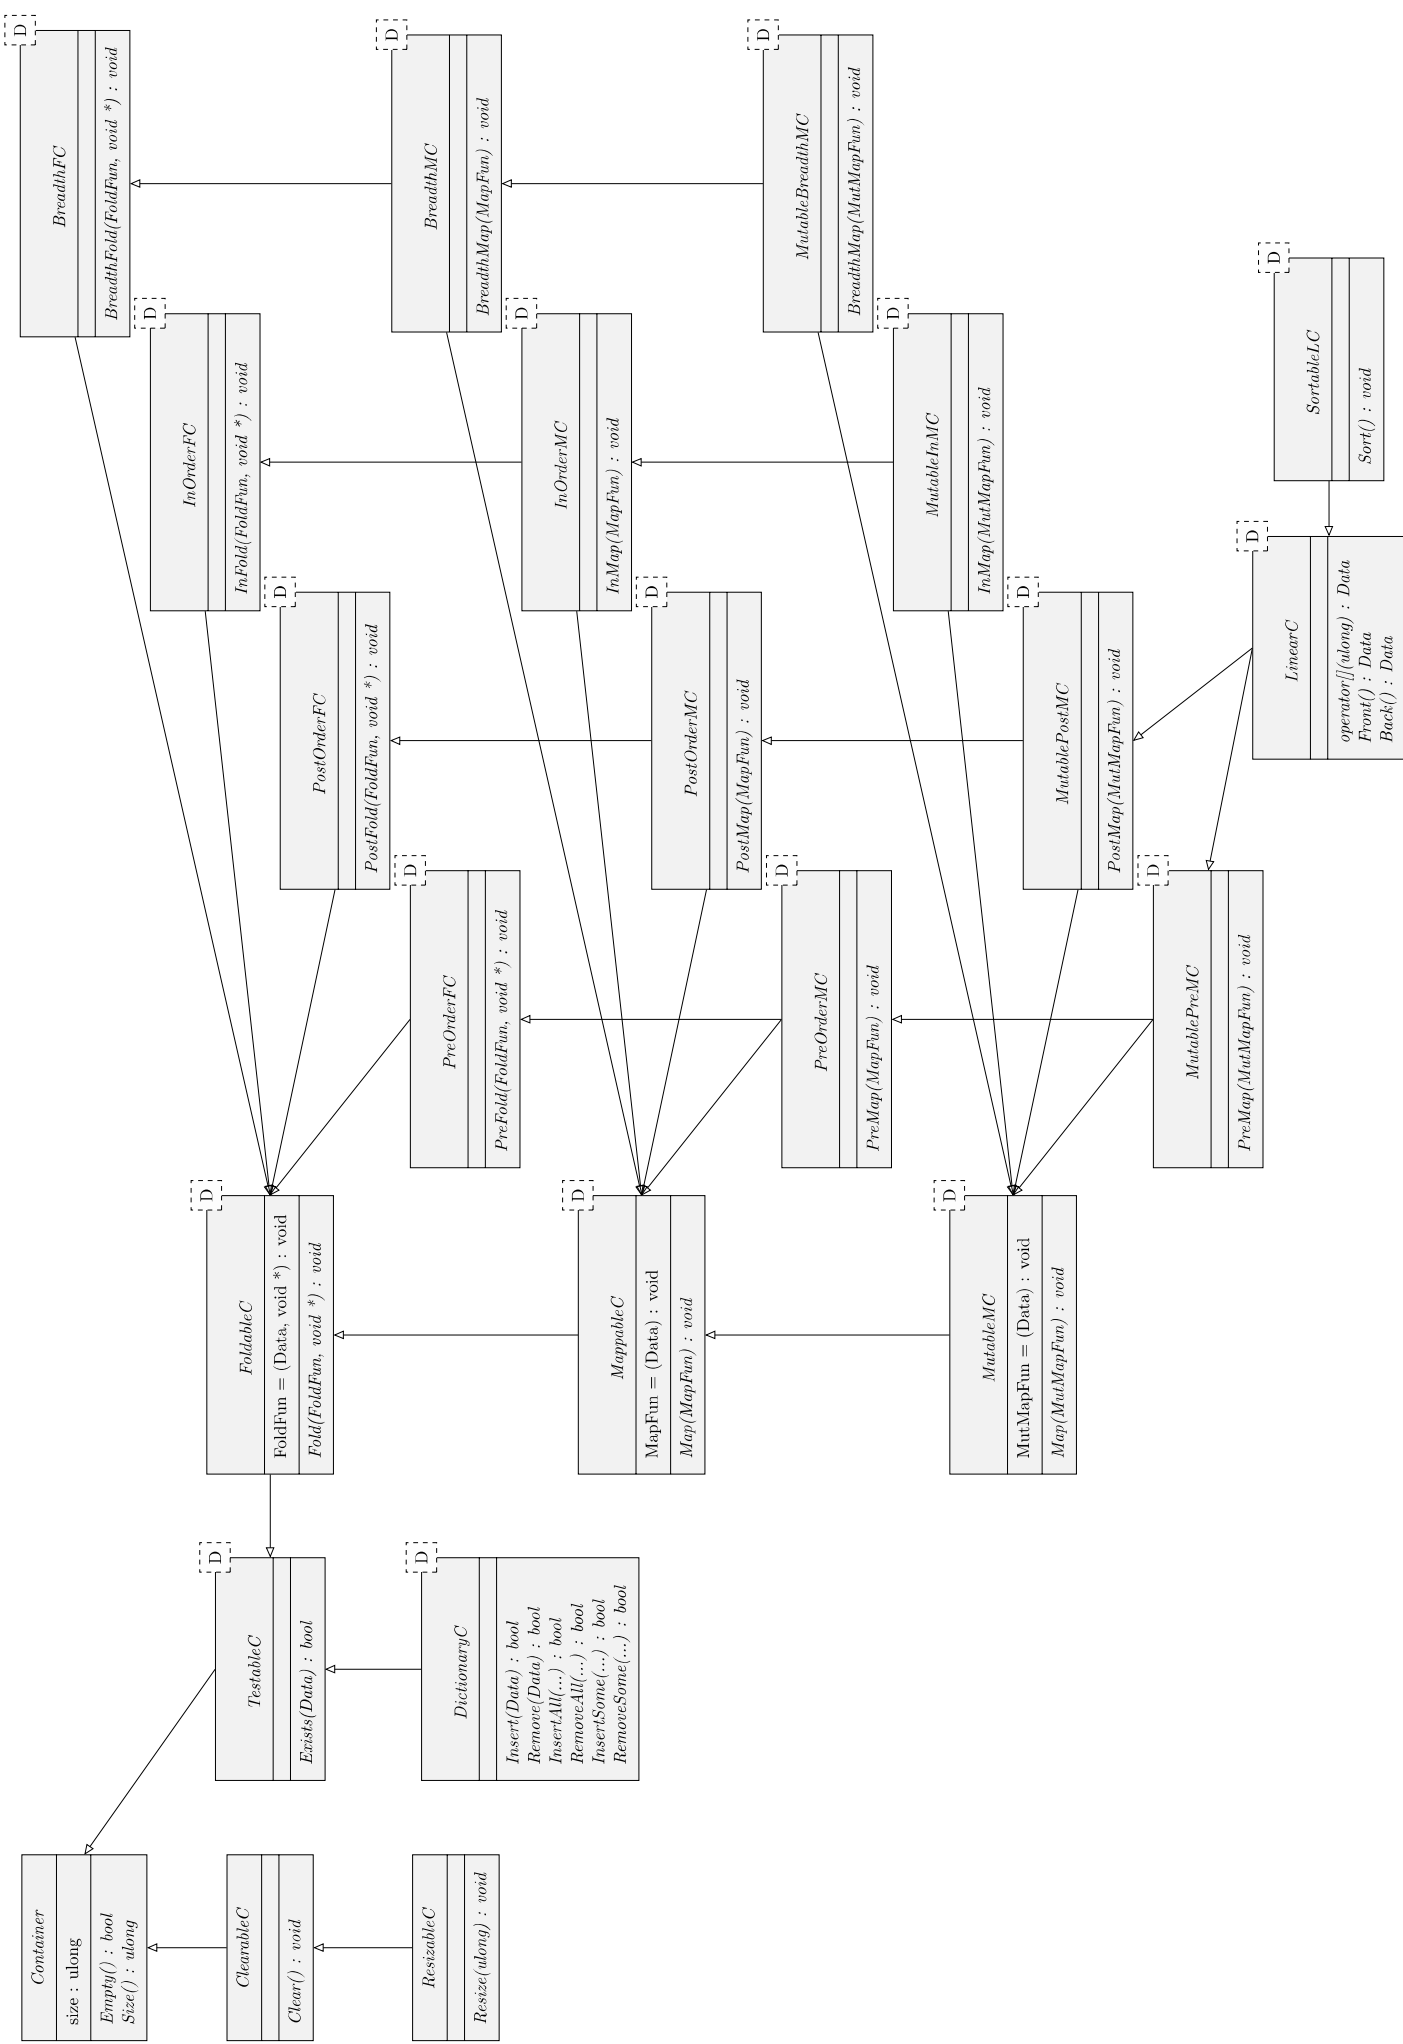 Container
size : ulong
Empty() : bool
Size() : ulong
ClearableC
Clear() : void
ResizableC
Resize(ulong) : void
D
TestableC
Exists(Data) : bool
D
DictionaryC
Insert(Data) : bool
Remove(Data) : bool
InsertAll(...) : bool
RemoveAll(...) : bool
InsertSome(...) : bool
RemoveSome(...) : bool
D
FoldableC
FoldFun = (Data, void *) : void
Fold(FoldFun, void *) : void
D
MappableC
MapFun = (Data) : void
Map(MapFun) : void
D
MutableMC
MutMapFun = (Data) : void
Map(MutMapFun) : void
D
PreOrderFC
PreFold(FoldFun, void *) : void
D
PreOrderMC
PreMap(MapFun) : void
D
MutablePreMC
PreMap(MutMapFun) : void
D
PostOrderFC
PostFold(FoldFun, void *) : void
D
PostOrderMC
PostMap(MapFun) : void
D
MutablePostMC
PostMap(MutMapFun) : void
D
InOrderFC
InFold(FoldFun, void *) : void
D
InOrderMC
InMap(MapFun) : void
D
MutableInMC
InMap(MutMapFun) : void
D
BreadthFC
BreadthFold(FoldFun, void *) : void
D
BreadthMC
BreadthMap(MapFun) : void
D
MutableBreadthMC
BreadthMap(MutMapFun) : void
D
LinearC
operator[](ulong) : Data
Front() : Data
Back() : Data
D
SortableLC
Sort() : void